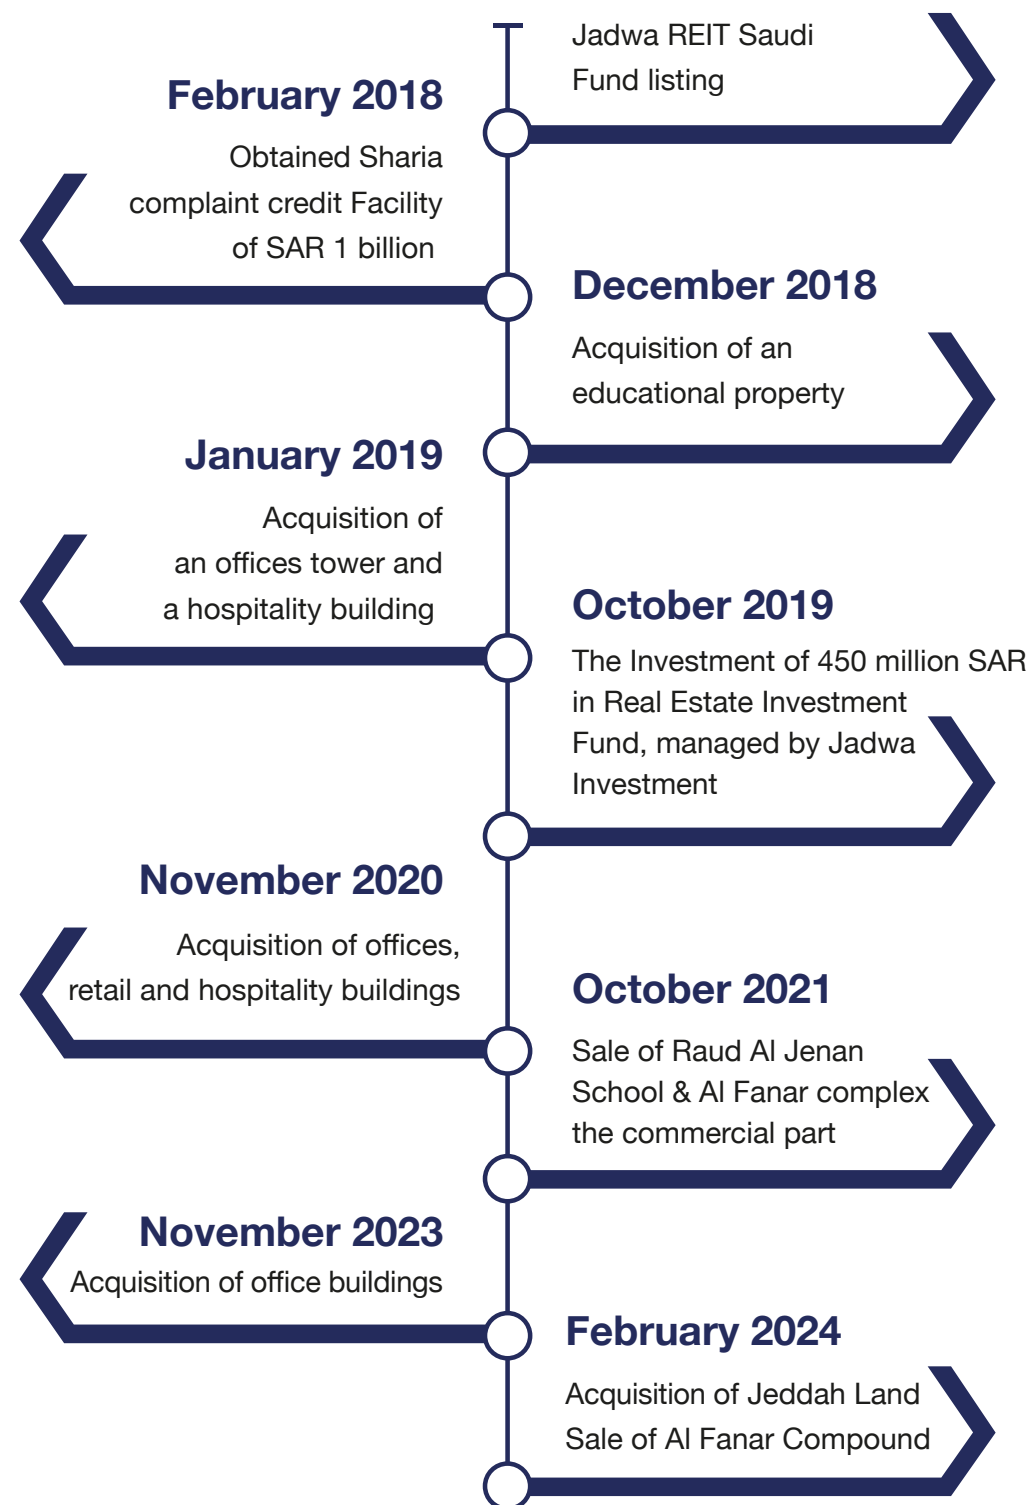 Jadwa REIT Saudi
Fund listing
February 2018
Obtained Sharia
complaint credit Facility
of SAR 1 billion
December 2018
Acquisition of an
educational property
January 2019
Acquisition of
an offices tower and
a hospitality building
October 2019
The Investment of 450 million SAR
in Real Estate Investment
Fund, managed by Jadwa
Investment
November 2020
Acquisition of offices,
retail and hospitality buildings
October 2021
Sale of Raud Al Jenan
School & Al Fanar complex
the commercial part
November 2023
Acquisition of office buildings
February 2024
Acquisition of Jeddah Land
Sale of Al Fanar Compound